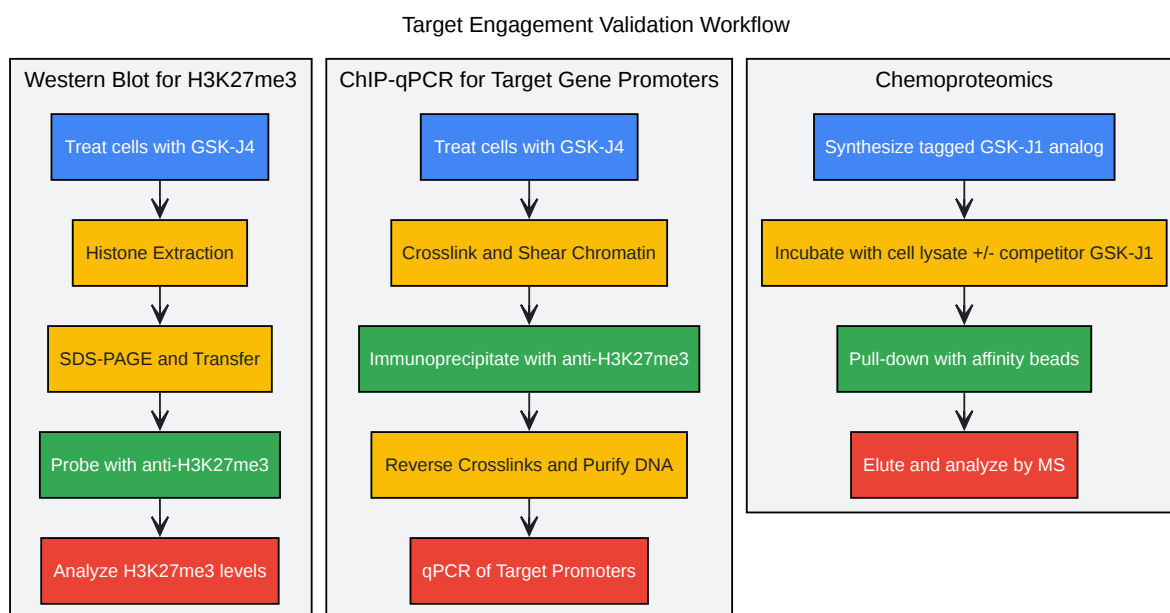 Target Engagement Validation Workflow
Western Blot for H3K27me3
Treat cells with GSK-J4
Histone Extraction
SDS-PAGE and Transfer
Probe with anti-H3K27me3
Analyze H3K27me3 levels
ChIP-qPCR for Target Gene Promoters
Treat cells with GSK-J4
Crosslink and Shear Chromatin
Immunoprecipitate with anti-H3K27me3
Reverse Crosslinks and Purify DNA
qPCR of Target Promoters
Chemoproteomics
Synthesize tagged GSK-J1 analog
Incubate with cell lysate +/- competitor GSK-J1
Pull-down with affinity beads
Elute and analyze by MS